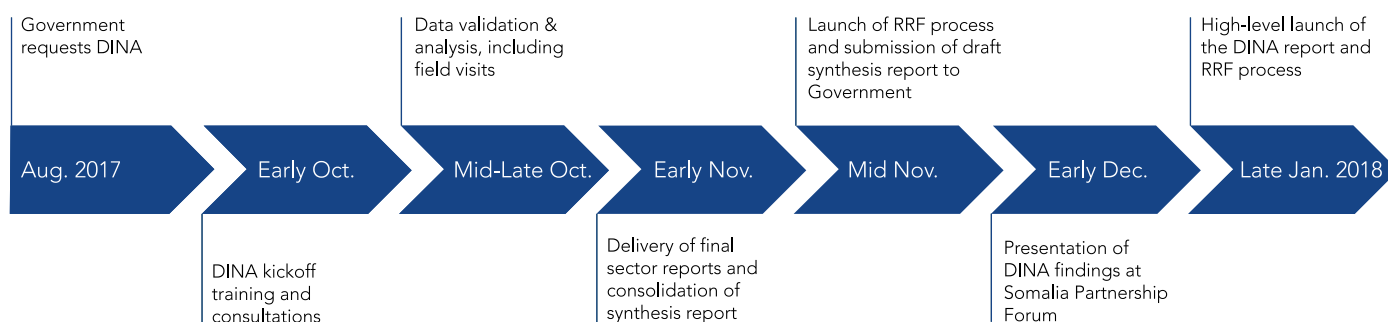 Government
requests DINA
Data validation &
analysis, including
field visits
Launch of RRF process
and submission of draft
synthesis report to
Government
High-level launch of
the DINA report and
RRF process
Aug. 2017
Early Oct.
Mid-Late Oct.
Early Nov.
Mid Nov.
Early Dec.
Late Jan. 2018
DINA kickoff
training and
consultations
Delivery of final
sector reports and
consolidation of
synthesis report
Presentation of
DINA findings at
Somalia Partnership
Forum